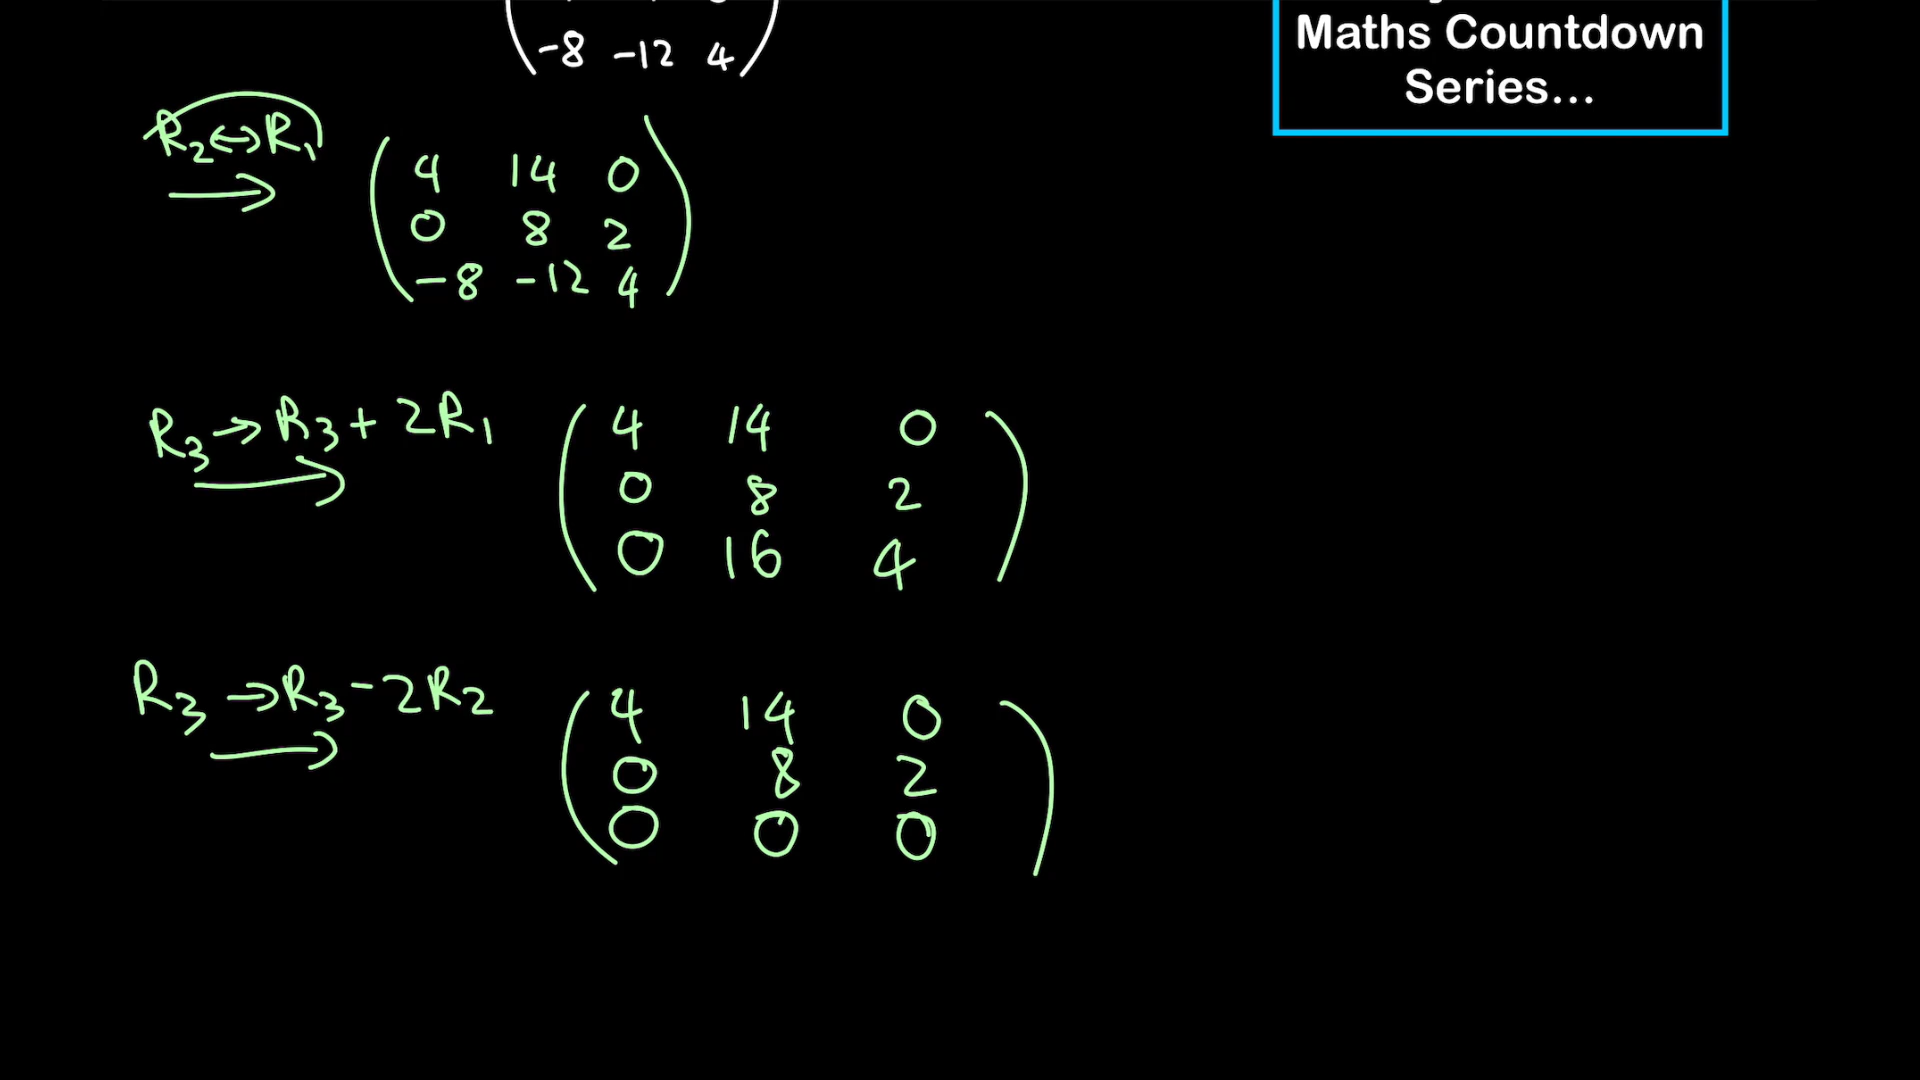 -8 -12 4
Maths Countdown
Series...
R2↔R1
4 14 0
0 8 2
-8 -12 4
R3→R3+2R1
4 14 0
0 8 2
0 16 4
R3→R3-2R2
4 14 0
0 8 2
0 0 0